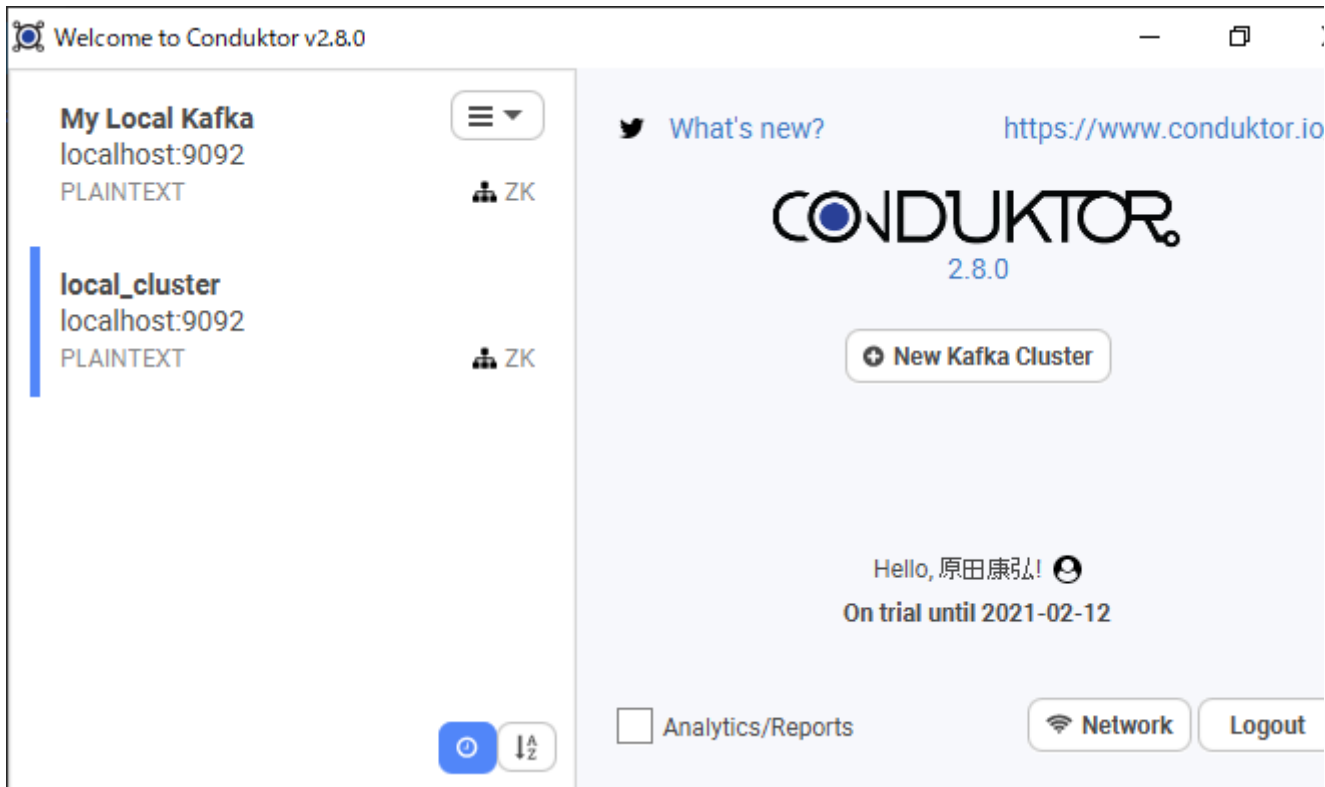 Welcome to Conduktor v2.8.0
My Local Kafka
localhost:9092
PLAINTEXT
ZK
local_cluster
localhost:9092
PLAINTEXT
ZK
What's new?
https://www.conduktor.io
CONDUKTOR
2.8.0
New Kafka Cluster
Hello, 原田康弘!
On trial until 2021-02-12
Analytics/Reports
Network
Logout